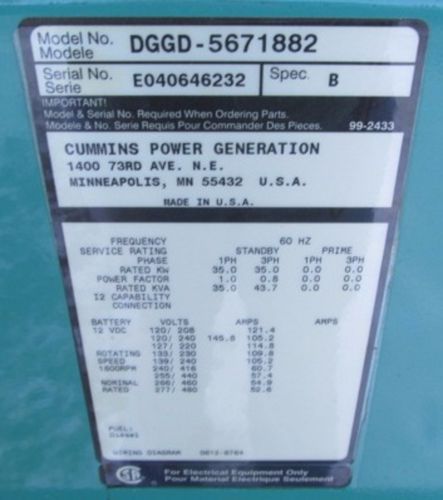 Model No. DGGD-5671882
Modele
Serial No. E040646232 Spec. B
Serie
IMPORTANT!
Model & Serial No. Required When Ordering Parts.
Modele & No. Serie Requis Pour Commander Des Pieces. 99-2433
CUMMINS POWER GENERATION
1400 73RD AVE. N.E.
MINNEAPOLIS, MN 55432 U.S.A.
MADE IN U.S.A.
FREQUENCY 60 HZ
SERVICE RATING STANDBY PRIME
PHASE 1PH 3PH 1PH 3PH
RATED KW 35.0 35.0 0.0 0.0
POWER FACTOR 1.0 0.8 0.0 0.0
RATED KVA 35.0 43.7 0.0 0.0
I2 CAPABILITY
CONNECTION
BATTERY VOLTS AMPS AMPS
12 VDC 120/ 208 121.4
120/ 240 145.8 105.2
127/ 220 114.8
ROTATING 133/ 230 109.8
SPEED 139/ 240 105.2
1800RPM 240/ 416 60.7
255/ 440 57.4
NOMINAL 266/ 460 54.9
RATED 277/ 480 52.6
FUEL:
WIRING DIAGRAM
For Electrical Equipment Only
Pour Material Electrique Seulement